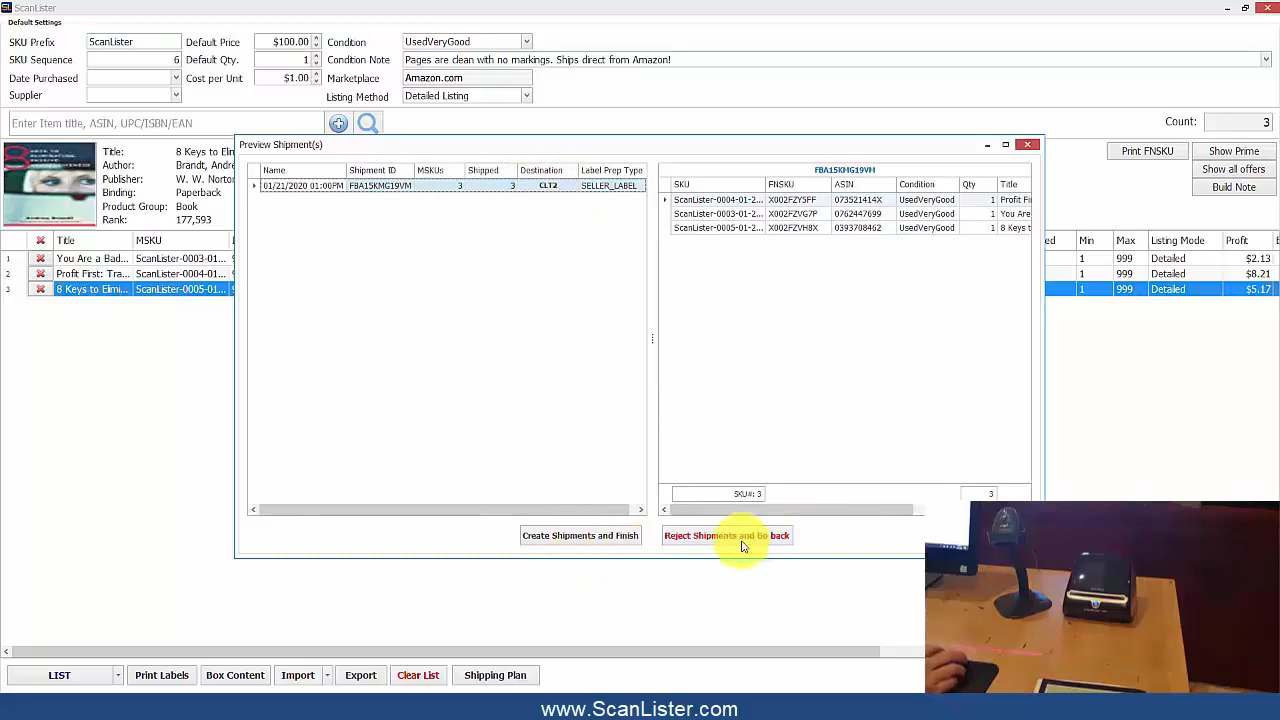 ScanLister
Default Settings
SKU Prefix ScanLister Default Price $100.00 Condition UsedVeryGood
SKU Sequence 6 Default Qty. 1 Condition Note Pages are clean with no markings. Ships direct from Amazon!
Date Purchased Cost per Unit $1.00 Marketplace Amazon.com
Supplier Listing Method Detailed Listing
Enter Item title, ASIN, UPC/ISBN/EAN Count: 3
Preview Shipment(s)
Title: 8 Keys to Elim
Author: Brandt, Andrew
Publisher: W. W. Norton
Binding: Paperback
Product Group: Book
Rank: 177,593
Print FNSKU Show Prime
Show all offers
Build Note
Name Shipment ID MSKUs Shipped Destination Label Prep Type
01/21/2020 01:00PM FBA15KMG19VM 3 3 CLT2 SELLER_LABEL
FBA15KMG19VM
SKU FNSKU ASIN Condition Qty Title
ScanLister-0004-01-2... X002FZY5FF 073521414X UsedVeryGood 1 Profit Fi
ScanLister-0003-01-2... X002FZVG7P 0762447699 UsedVeryGood 1 You Are
ScanLister-0005-01-2... X002FZVH8X 0393708462 UsedVeryGood 1 8 Keys t
Title MSKU Min Max Listing Mode Profit
1 You Are a Bad... ScanLister-0003-01... 1 999 Detailed $2.13
2 Profit First: Tra... ScanLister-0004-01... 1 999 Detailed $8.21
3 8 Keys to Elimi... ScanLister-0005-01... 1 999 Detailed $5.17
SKU#: 3 3
Create Shipments and Finish Reject Shipments and Go back
LIST Print Labels Box Content Import Export Clear List Shipping Plan
www.ScanLister.com